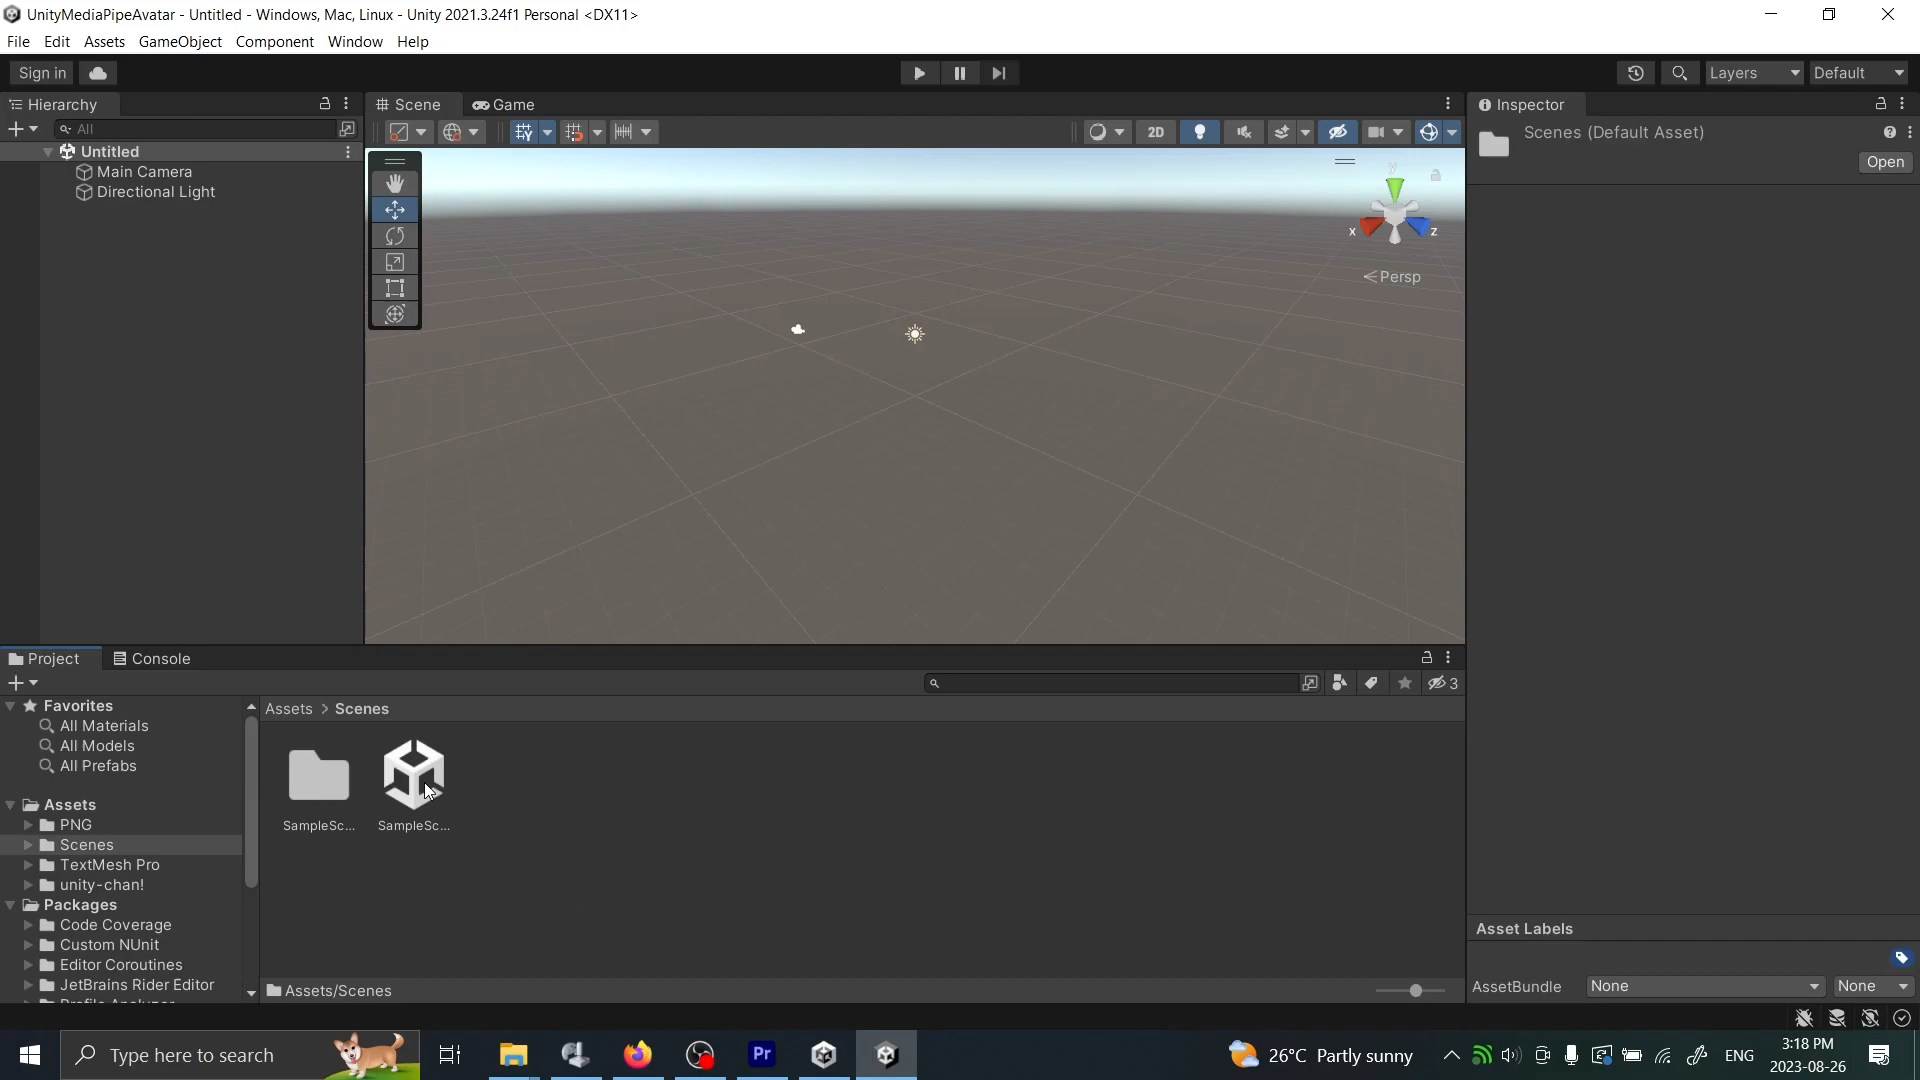 UnityMediaPipeAvatar - Untitled - Windows, Mac, Linux - Unity 2021.3.24f1 Personal <DX11>
File Edit Assets GameObject Component Window Help
Sign in
Layers
Default
Hierarchy
All
Untitled
Main Camera
Directional Light
Scene
Game
2D
y
x
z
Persp
Inspector
Scenes (Default Asset)
Open
Project
Console
3
Favorites
All Materials
All Models
All Prefabs
Assets
PNG
Scenes
TextMesh Pro
unity-chan!
Packages
Code Coverage
Custom NUnit
Editor Coroutines
JetBrains Rider Editor
Assets > Scenes
SampleSc...
SampleSc...
Assets/Scenes
Asset Labels
AssetBundle
None
None
Type here to search
Pr
26°C Partly sunny
ENG
3:18 PM
2023-08-26